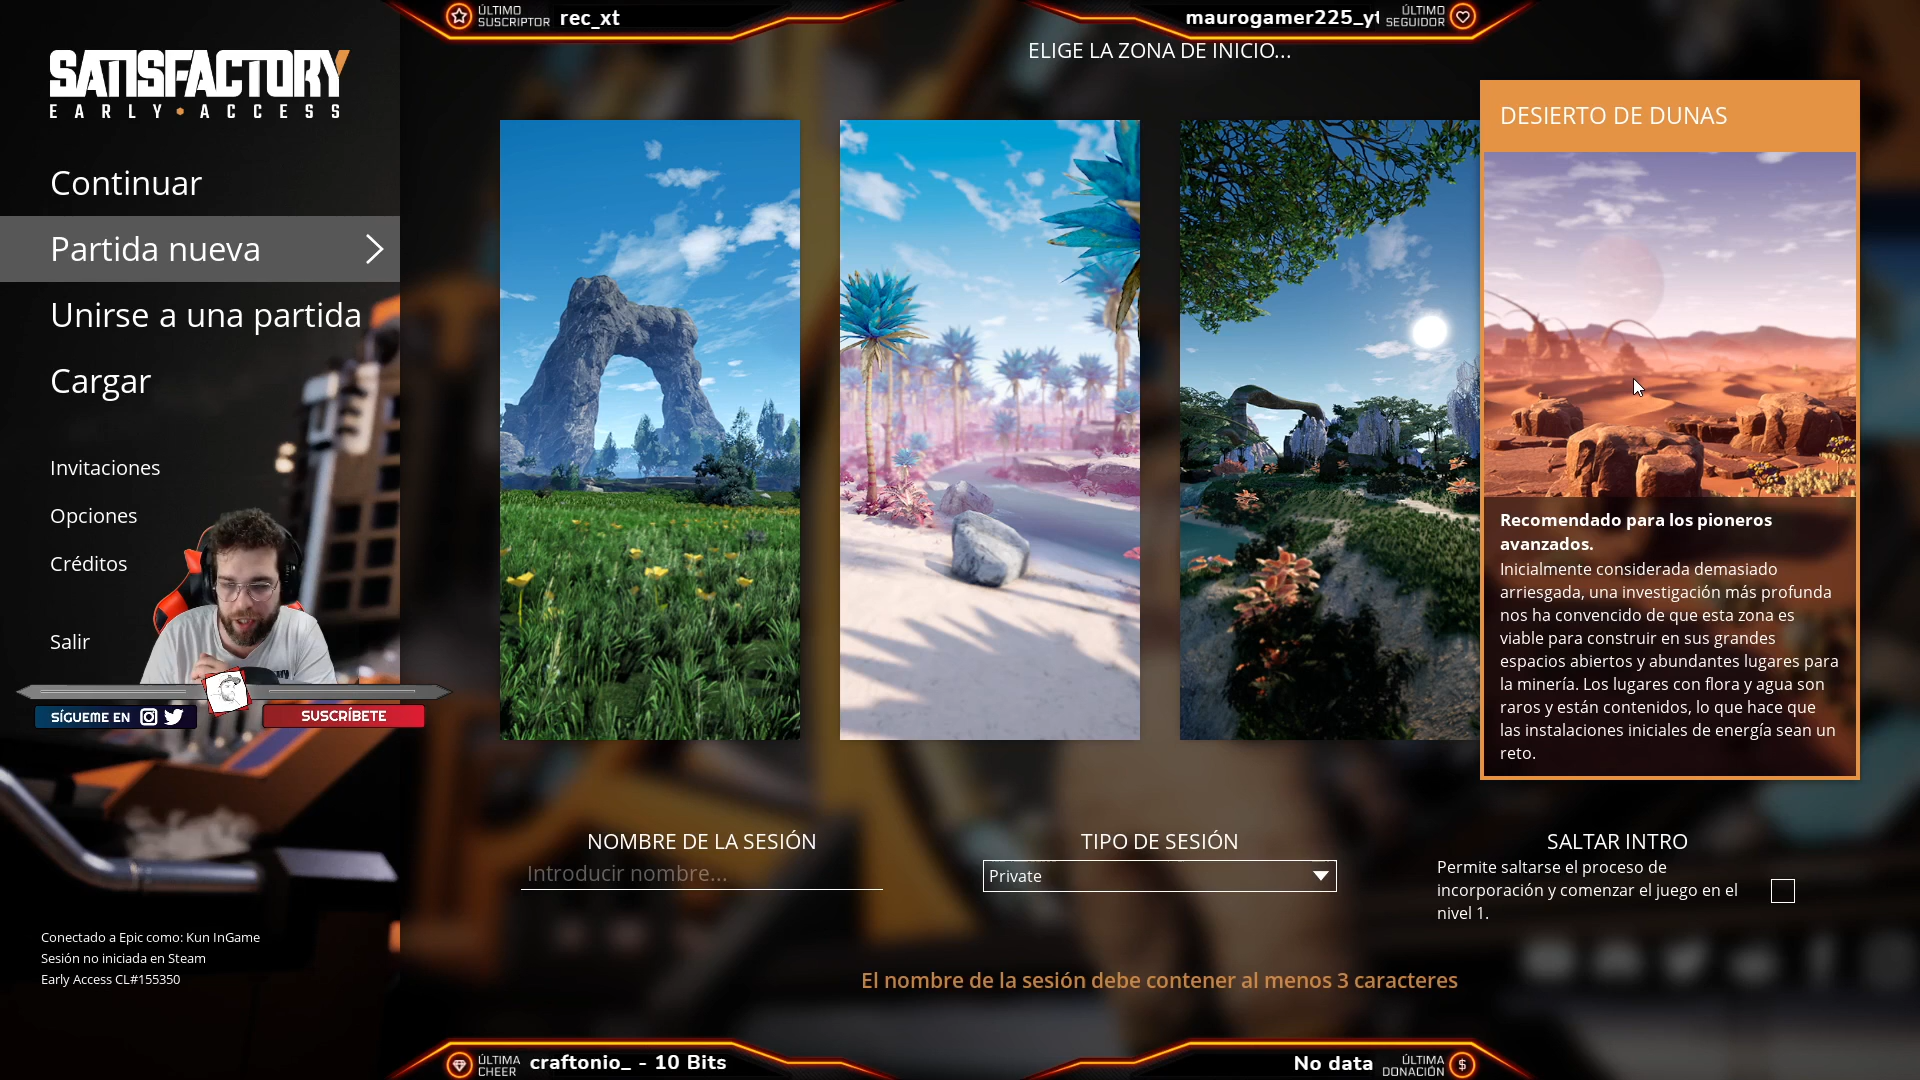 ÚLTIMO
SUSCRIPTOR
rec_xt
maurogamer225_yt
ÚLTIMO
SEGUIDOR
SATISFACTORY
EARLY ACCESS
Continuar
Partida nueva
Unirse a una partida
Cargar
Invitaciones
Opciones
Créditos
Salir
SÍGUEME EN
SUSCRÍBETE
Conectado a Epic como: Kun InGame
Sesión no iniciada en Steam
Early Access CL#155350
ELIGE LA ZONA DE INICIO...
DESIERTO DE DUNAS
Recomendado para los pioneros
avanzados.
Inicialmente considerada demasiado
arriesgada, una investigación más profunda
nos ha convencido de que esta zona es
viable para construir en sus grandes
espacios abiertos y abundantes lugares para
la minería. Los lugares con flora y agua son
raros y están contenidos, lo que hace que
las instalaciones iniciales de energía sean un
reto.
NOMBRE DE LA SESIÓN
Introducir nombre...
TIPO DE SESIÓN
Private
SALTAR INTRO
Permite saltarse el proceso de
incorporación y comenzar el juego en el
nivel 1.
El nombre de la sesión debe contener al menos 3 caracteres
ÚLTIMA
CHEER
craftonio_ - 10 Bits
No data
ÚLTIMA
DONACIÓN